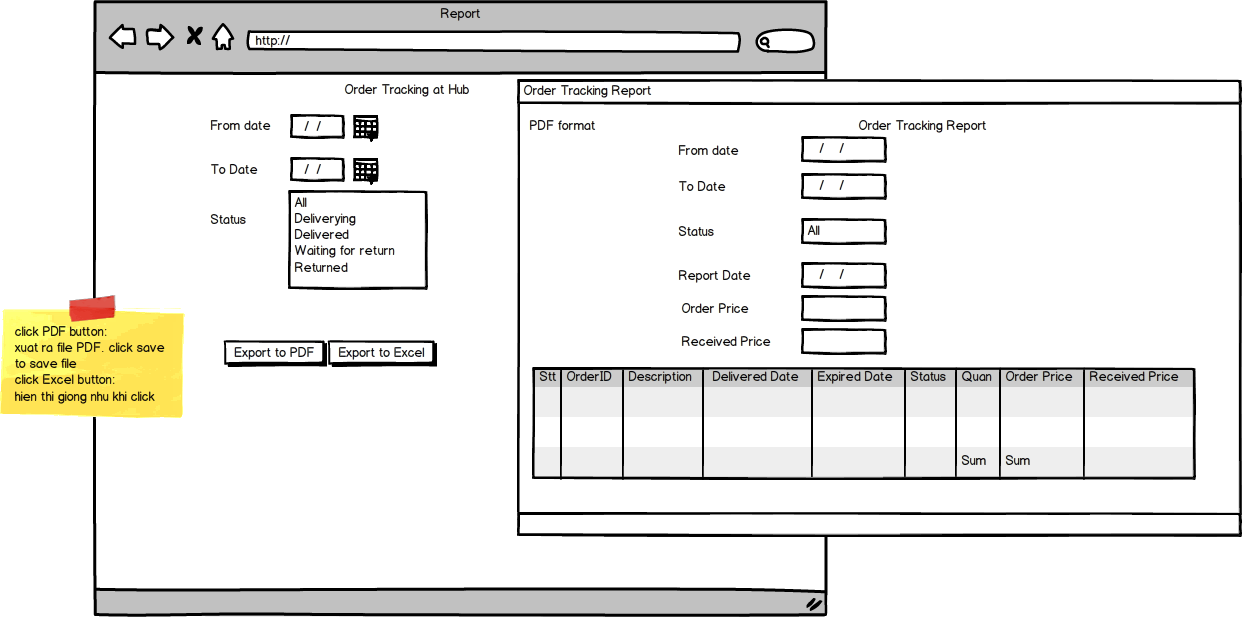 Report
http://
Order Tracking at Hub
From date / /
To Date / /
Status
All
Deliverying
Delivered
Waiting for return
Returned
Export to PDF Export to Excel
click PDF button:
xuat ra file PDF. click save
to save file
click Excel button:
hien thi giong nhu khi click
Order Tracking Report
PDF format
Order Tracking Report
From date / /
To Date / /
Status All
Report Date / /
Order Price
Received Price
Stt OrderID Description Delivered Date Expired Date Status Quan Order Price Received Price
Sum Sum